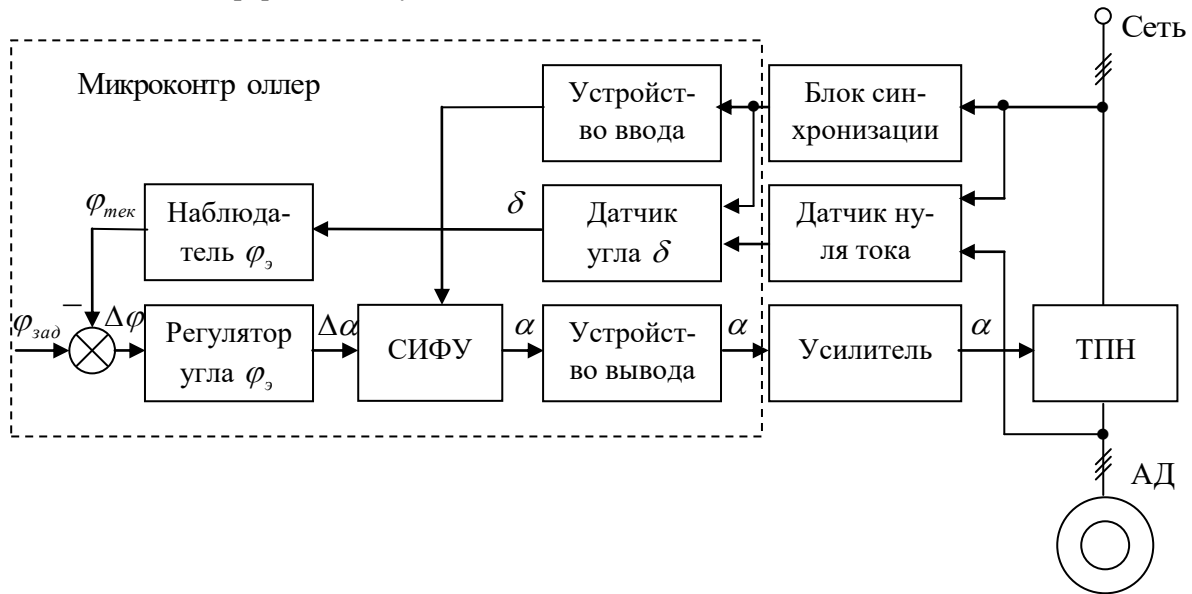 Сеть
Микроконтр оллер
Устройст-
во ввода
Блок син-
хронизации
φтек
Наблюда-
тель φэ
δ
Датчик
угла δ
Датчик ну-
ля тока
−
φзад
Δφ
Регулятор
угла φэ
Δα
СИФУ
α
Устройст-
во вывода
α
Усилитель
α
ТПН
АД